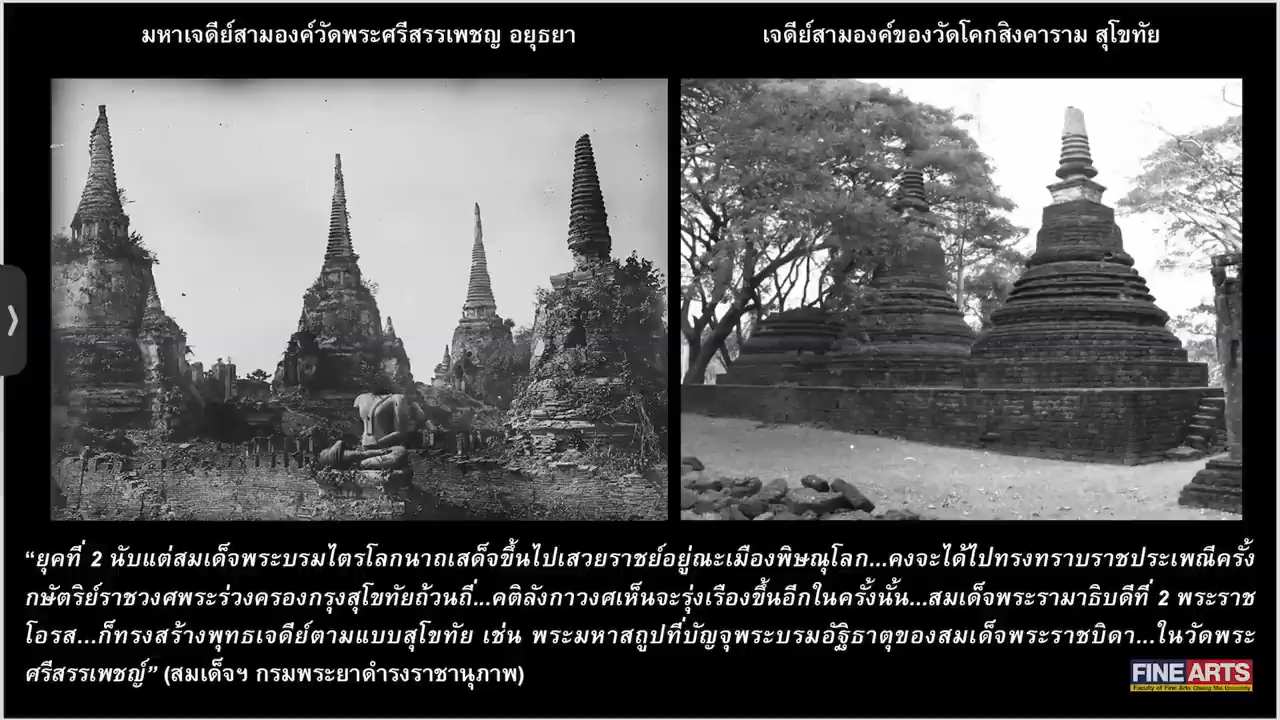 มหาเจดีย์สามองค์วัดพระศรีสรรเพชญ อยุธยา
เจดีย์สามองค์ของวัดโคกสิงคาราม สุโขทัย
“ยุคที่ 2 นับแต่สมเด็จพระบรมไตรโลกนาถเสด็จขึ้นไปเสวยราชย์อยู่ณะเมืองพิษณุโลก...คงจะได้ไปทรงทราบราชประเพณีครั้ง
กษัตริย์ราชวงศพระร่วงครองกรุงสุโขทัยถ้วนถี่...คติลังกาวงศเห็นจะรุ่งเรืองขึ้นอีกในครั้งนั้น...สมเด็จพระรามาธิบดีที่ 2 พระราช
โอรส...ก็ทรงสร้างพุทธเจดีย์ตามแบบสุโขทัย เช่น พระมหาสถูปที่บัญจุพระบรมอัฐิธาตุของสมเด็จพระราชบิดา...ในวัดพระ
ศรีสรรเพชญ์” (สมเด็จฯ กรมพระยาดำรงราชานุภาพ)
FINE ARTS
Faculty of Fine Arts Chiang Mai University